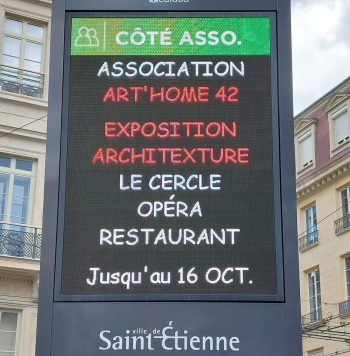 CÔTÉ ASSO.
ASSOCIATION
ART'HOME 42
EXPOSITION
ARCHITEXTURE
LE CERCLE
OPÉRA
RESTAURANT
Jusqu'au 16 OCT.
ville de
Saint-Étienne